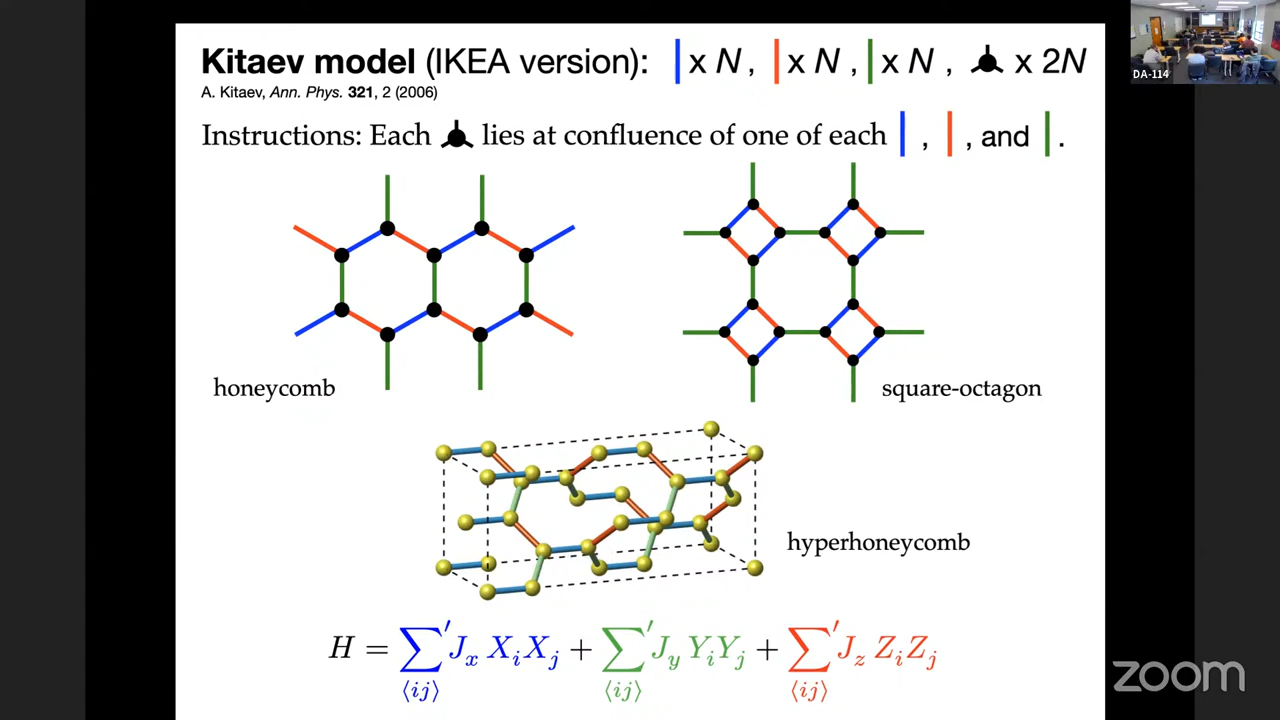 Kitaev model (IKEA version): | x N , | x N , | x N , x 2N
A. Kitaev, Ann. Phys. 321, 2 (2006)
Instructions: Each lies at confluence of one of each | , | , and | .
honeycomb
square-octagon
hyperhoneycomb
H = ∑′⟨ij⟩ J_x X_i X_j + ∑′⟨ij⟩ J_y Y_i Y_j + ∑′⟨ij⟩ J_z Z_i Z_j
DA-114
zoom